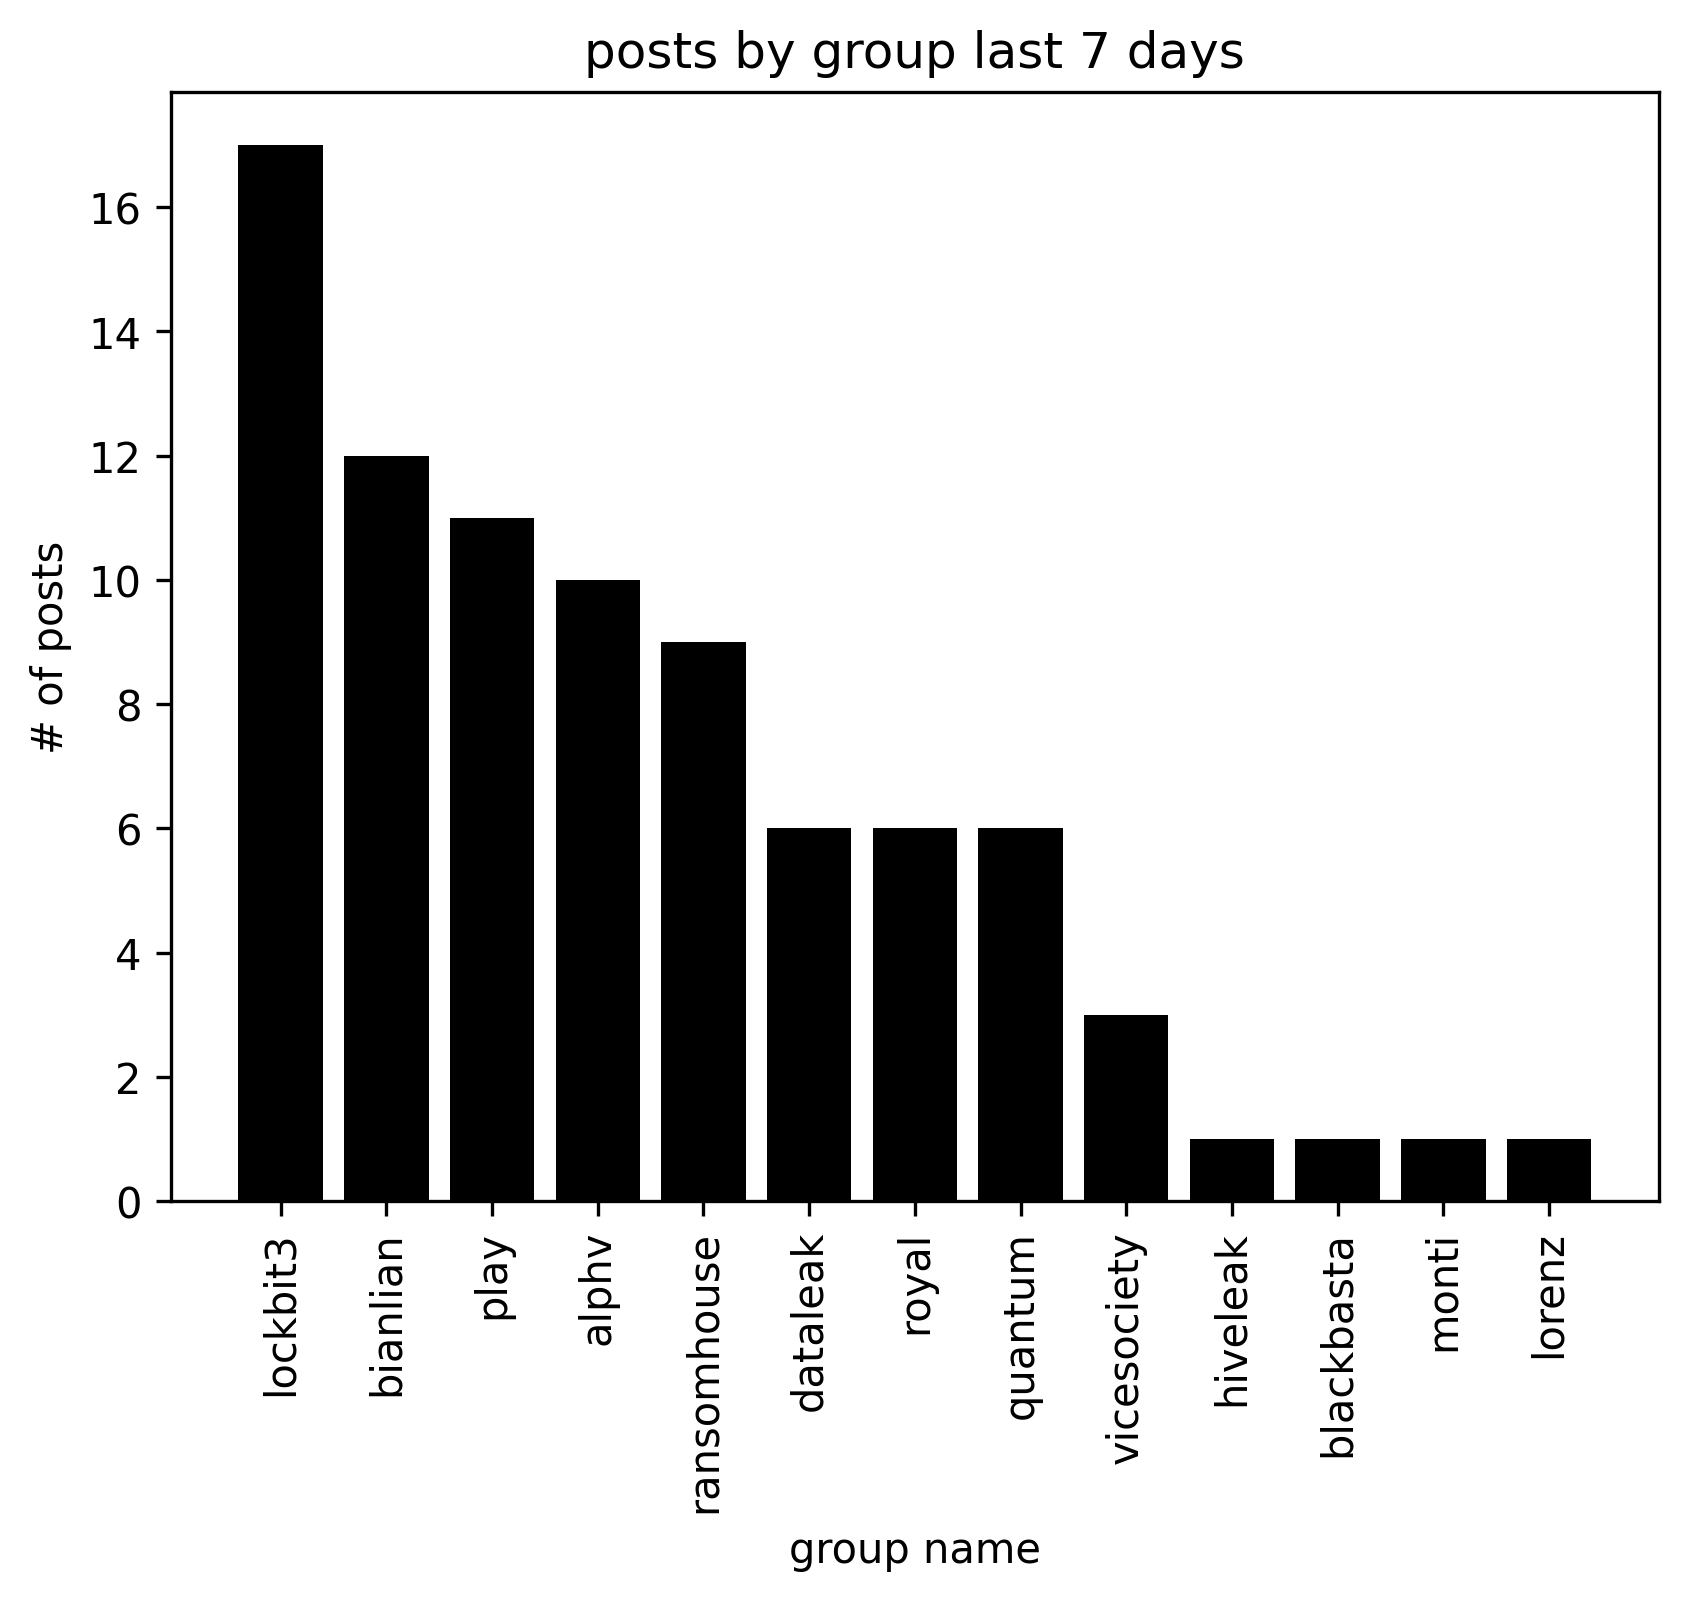 posts by group last 7 days
16
14
12
10
8
6
4
2
0
# of posts
lockbit3
bianlian
play
alphv
ransomhouse
dataleak
royal
quantum
vicesociety
hiveleak
blackbasta
monti
lorenz
group name